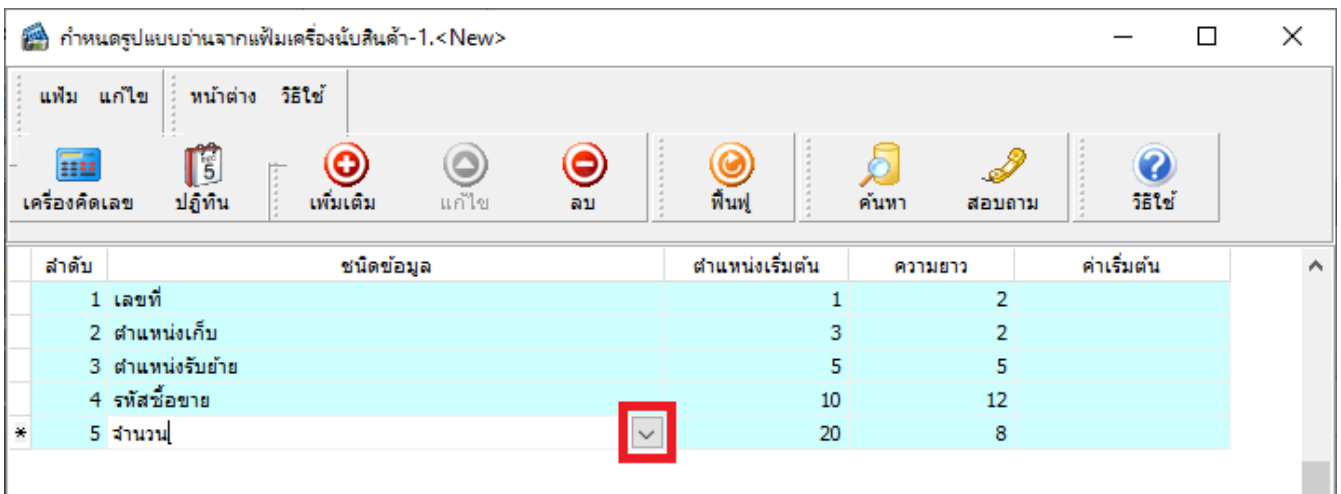 กำหนดรูปแบบอ่านจากแฟ้มเครื่องนับสินค้า-1.<New>
แฟ้ม แก้ไข หน้าต่าง วิธีใช้
เครื่องคิดเลข ปฏิทิน เพิ่มเติม แก้ไข ลบ ฟื้นฟู ค้นหา สอบถาม วิธีใช้
ลำดับ ชนิดข้อมูล ตำแหน่งเริ่มต้น ความยาว ค่าเริ่มต้น
1 เลขที่ 1 2
2 ตำแหน่งเก็บ 3 2
3 ตำแหน่งรับย้าย 5 5
4 รหัสซื้อขาย 10 12
* 5 จำนวน 20 8